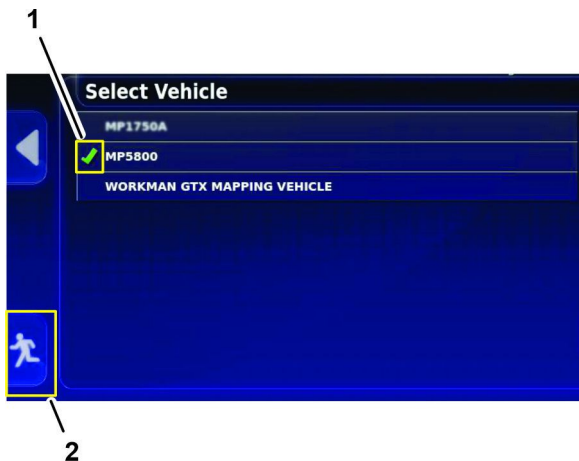 1
Select Vehicle
MP1750A
MP5800
WORKMAN GTX MAPPING VEHICLE
2